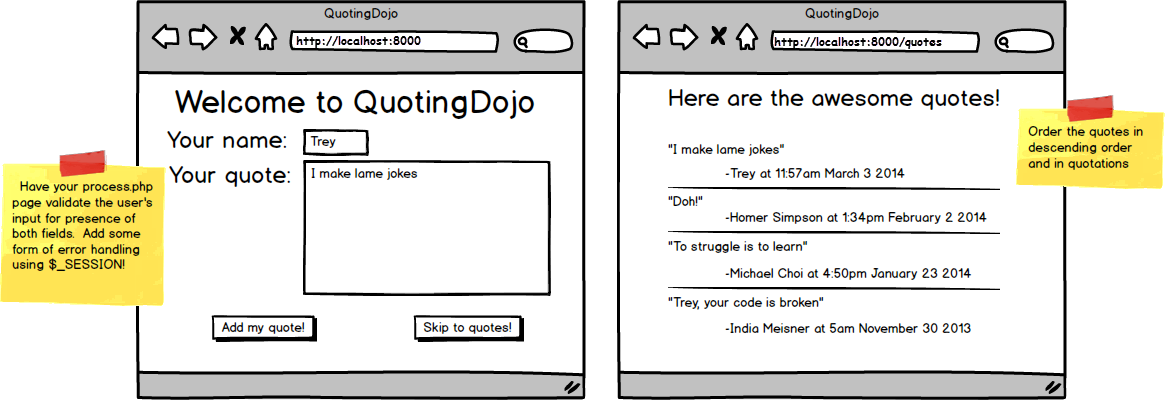 QuotingDojo
http://localhost:8000
Welcome to QuotingDojo
Your name:
Trey
Your quote:
I make lame jokes
Add my quote!
Skip to quotes!
Have your process.php
page validate the user's
input for presence of
both fields. Add some
form of error handling
using $_SESSION!
QuotingDojo
http://localhost:8000/quotes
Here are the awesome quotes!
"I make lame jokes"
-Trey at 11:57am March 3 2014
"Doh!"
-Homer Simpson at 1:34pm February 2 2014
"To struggle is to learn"
-Michael Choi at 4:50pm January 23 2014
"Trey, your code is broken"
-India Meisner at 5am November 30 2013
Order the quotes in
descending order
and in quotations